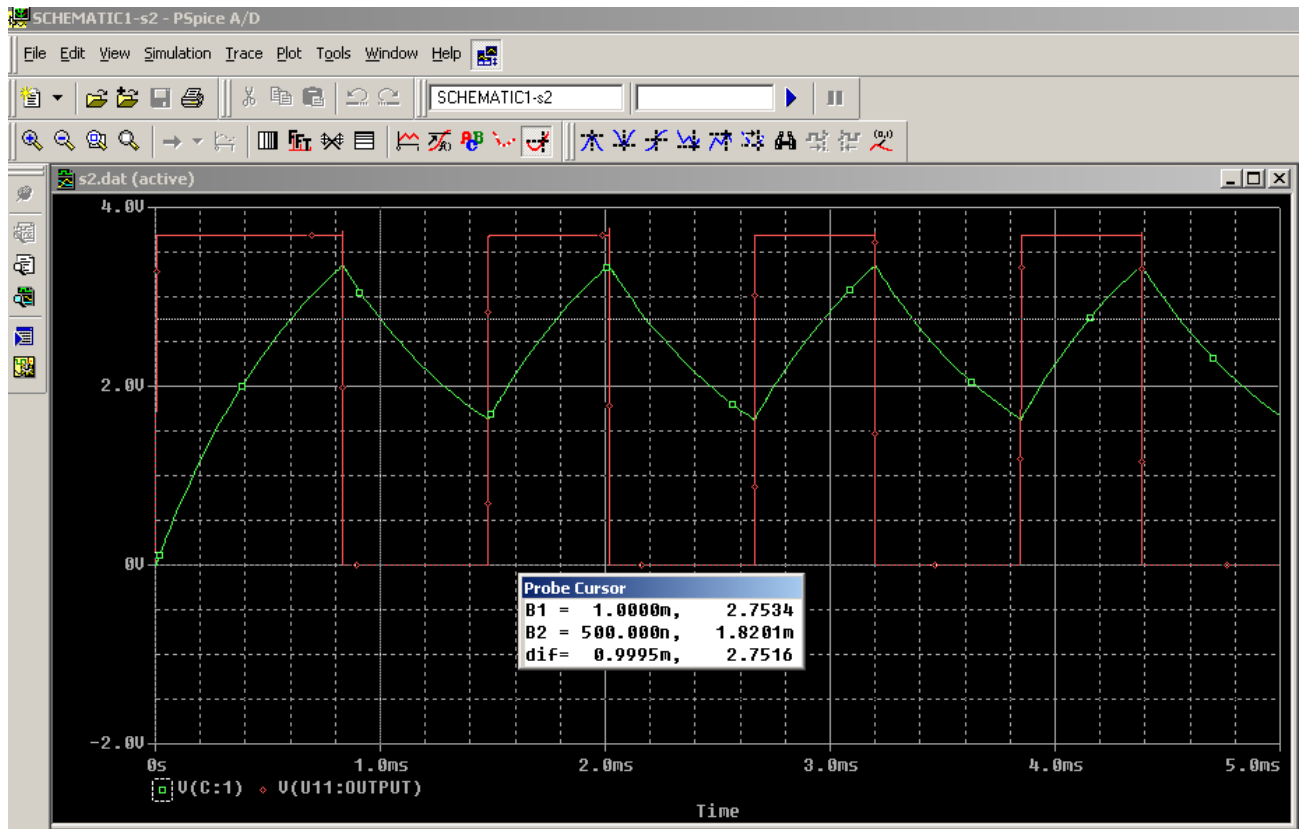 SCHEMATIC1-s2 - PSpice A/D
File Edit View Simulation Trace Plot Tools Window Help
SCHEMATIC1-s2
s2.dat (active)
4.0V
2.0V
0V
-2.0V
Probe Cursor
B1 = 1.0000m, 2.7534
B2 = 500.000n, 1.8201m
dif= 0.9995m, 2.7516
0s 1.0ms 2.0ms 3.0ms 4.0ms 5.0ms
V(C:1) V(U11:OUTPUT)
Time